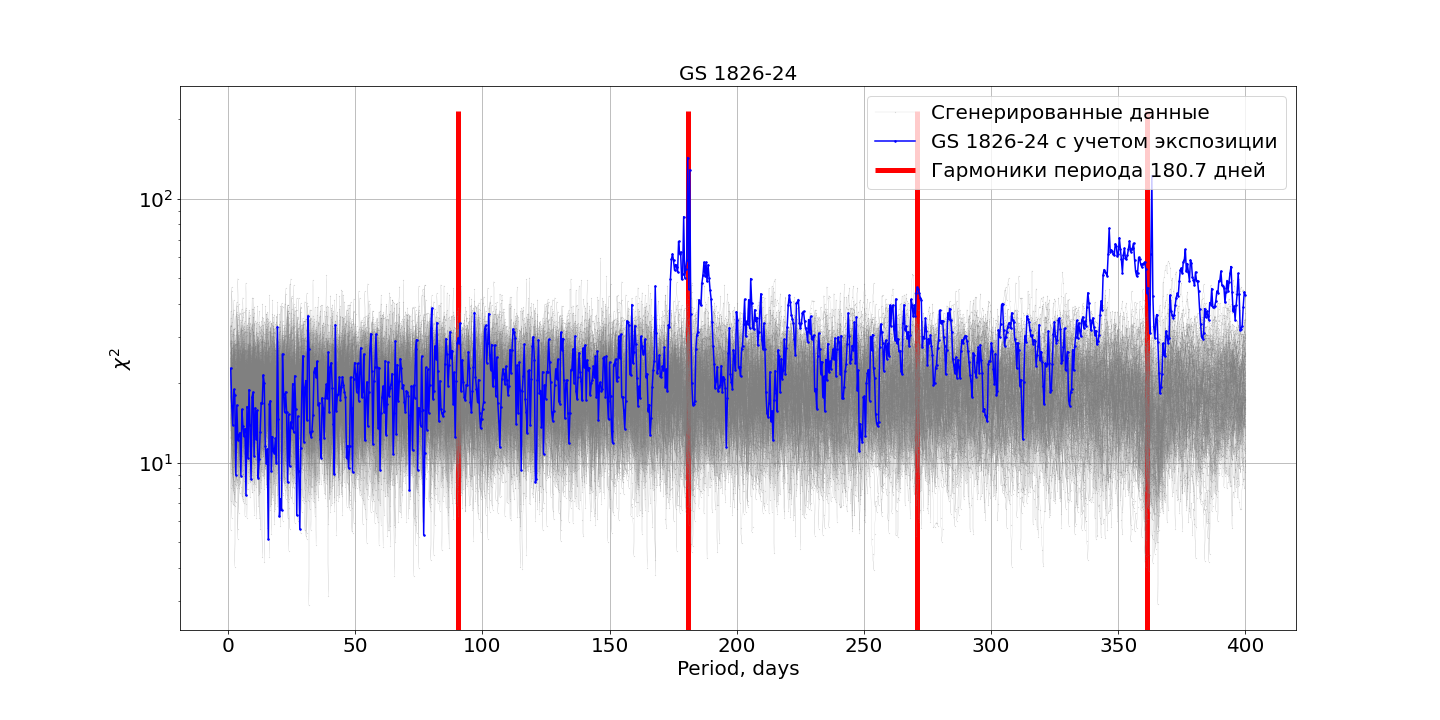 GS 1826-24
Сгенерированные данные
GS 1826-24 с учетом экспозиции
Гармоники периода 180.7 дней
10²
10¹
χ²
0 50 100 150 200 250 300 350 400
Period, days